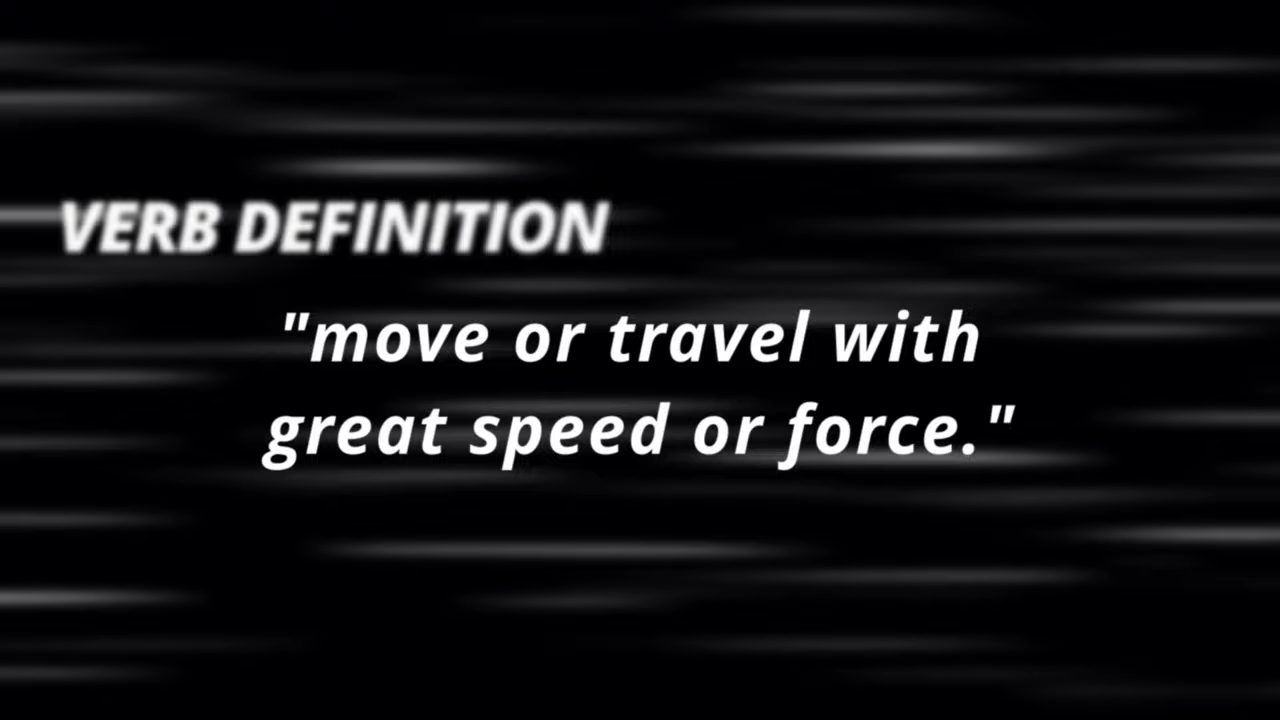 VERB DEFINITION
"move or travel with
great speed or force."